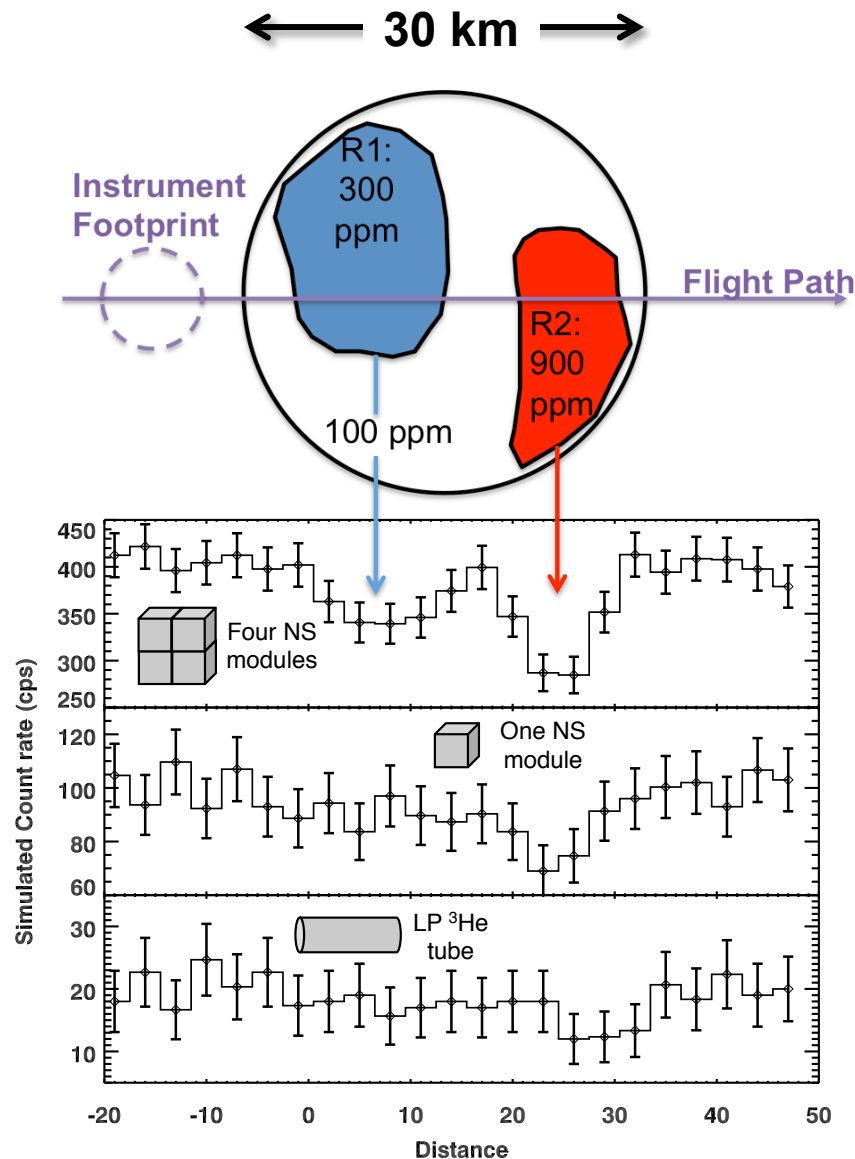 30 km
Instrument
Footprint
R1:
300
ppm
Flight Path
R2:
900
ppm
100 ppm
Simulated Count rate (cps)
450
400
350
300
250
Four NS
modules
120
100
80
60
One NS
module
30
20
10
LP ³He
tube
-20 -10 0 10 20 30 40 50
Distance